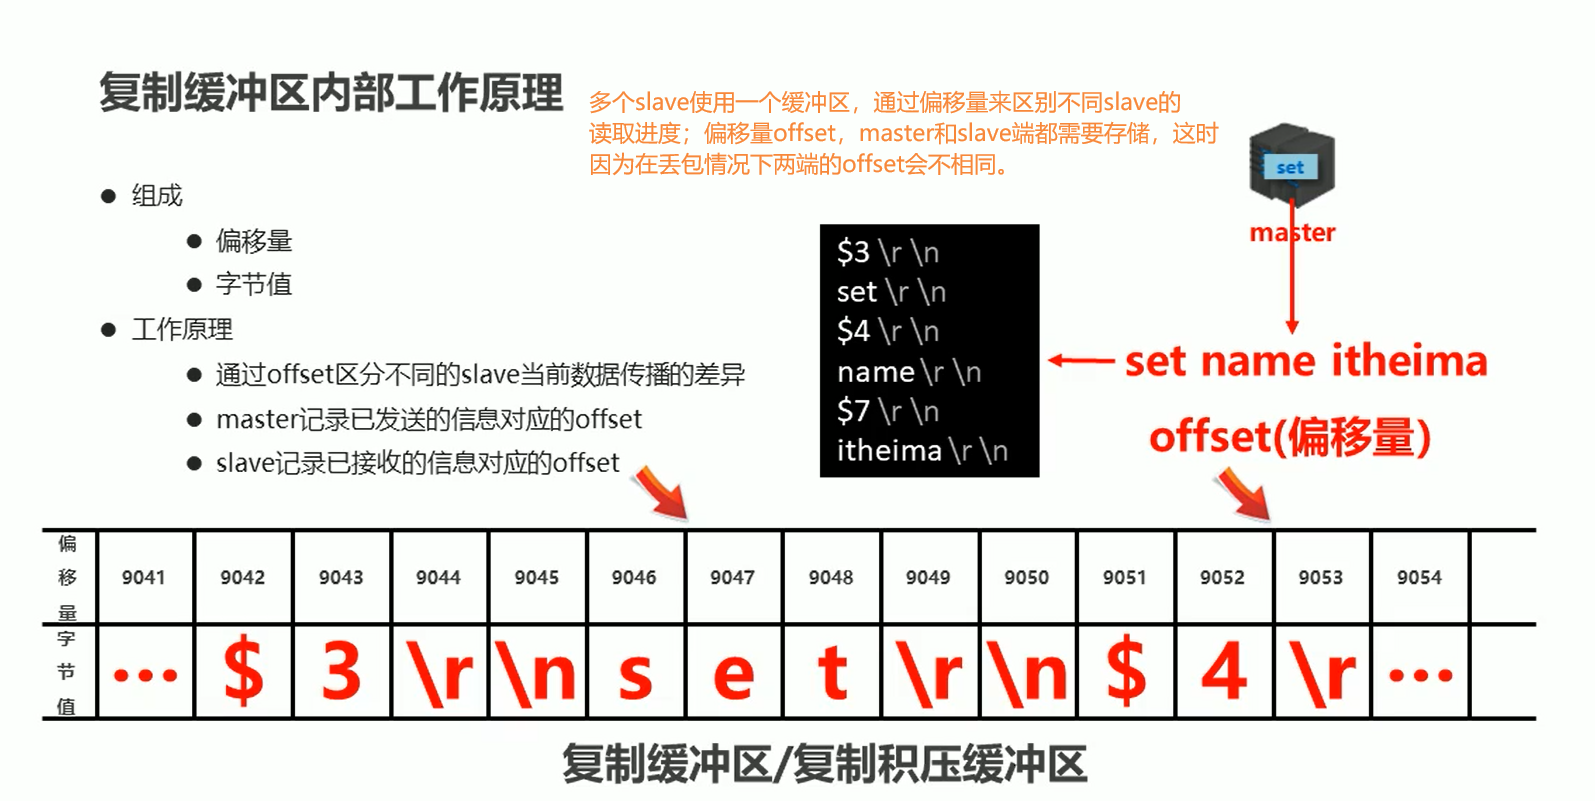 复制缓冲区内部工作原理
多个slave使用一个缓冲区，通过偏移量来区别不同slave的
读取进度；偏移量offset，master和slave端都需要存储，这时
因为在丢包情况下两端的offset会不相同。
● 组成
● 偏移量
● 字节值
● 工作原理
● 通过offset区分不同的slave当前数据传播的差异
● master记录已发送的信息对应的offset
● slave记录已接收的信息对应的offset
$3 \r \n
set \r \n
$4 \r \n
name \r \n
$7 \r \n
itheima \r \n
set
master
set name itheima
offset(偏移量)
偏移量 9041 9042 9043 9044 9045 9046 9047 9048 9049 9050 9051 9052 9053 9054
字节值 ... $ 3 \r \n s e t \r \n $ 4 \r ...
复制缓冲区/复制积压缓冲区